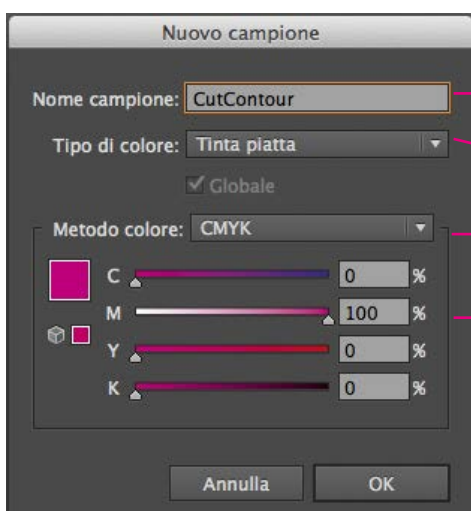 Nuovo campione
Nome campione: CutContour
Tipo di colore: Tinta piatta
Globale
Metodo colore: CMYK
C 0 %
M 100 %
Y 0 %
K 0 %
Annulla OK